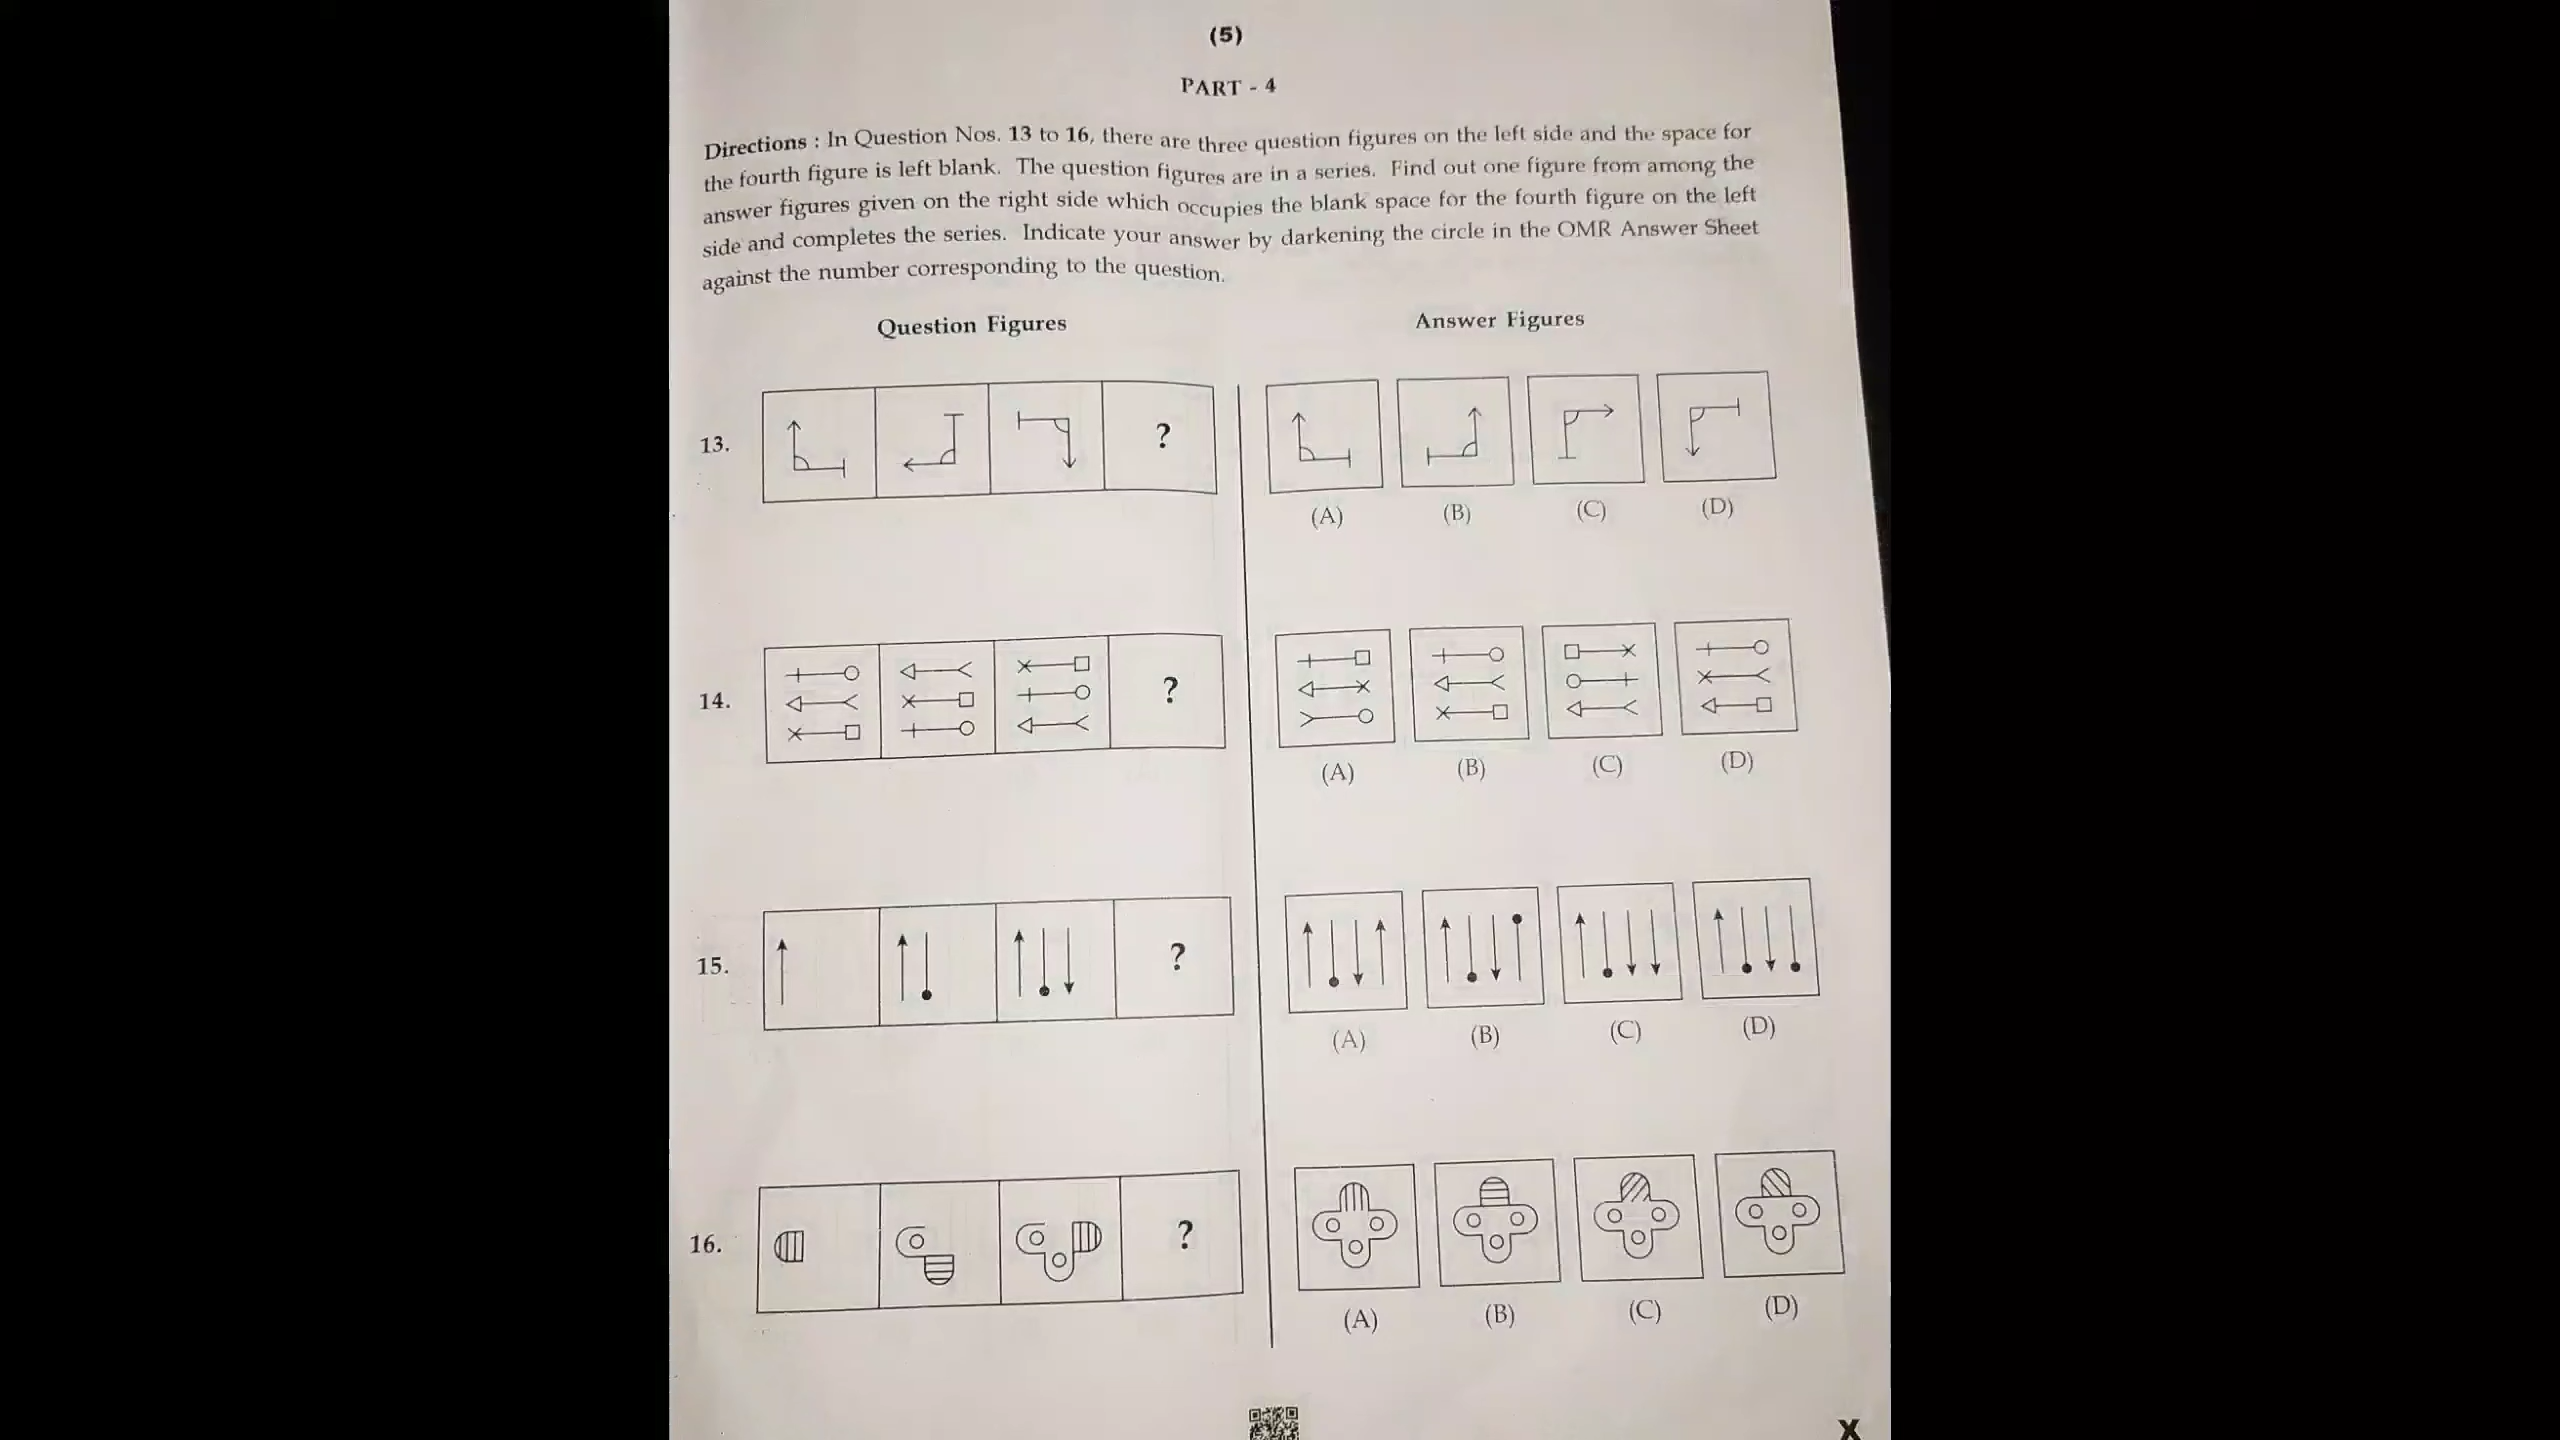 (5)
PART - 4
Directions : In Question Nos. 13 to 16, there are three question figures on the left side and the space for
the fourth figure is left blank. The question figures are in a series. Find out one figure from among the
answer figures given on the right side which occupies the blank space for the fourth figure on the left
side and completes the series. Indicate your answer by darkening the circle in the OMR Answer Sheet
against the number corresponding to the question.
Question Figures
Answer Figures
13.
?
(A) (B) (C) (D)
14.
?
(A) (B) (C) (D)
15.
?
(A) (B) (C) (D)
16.
?
(A) (B) (C) (D)
X